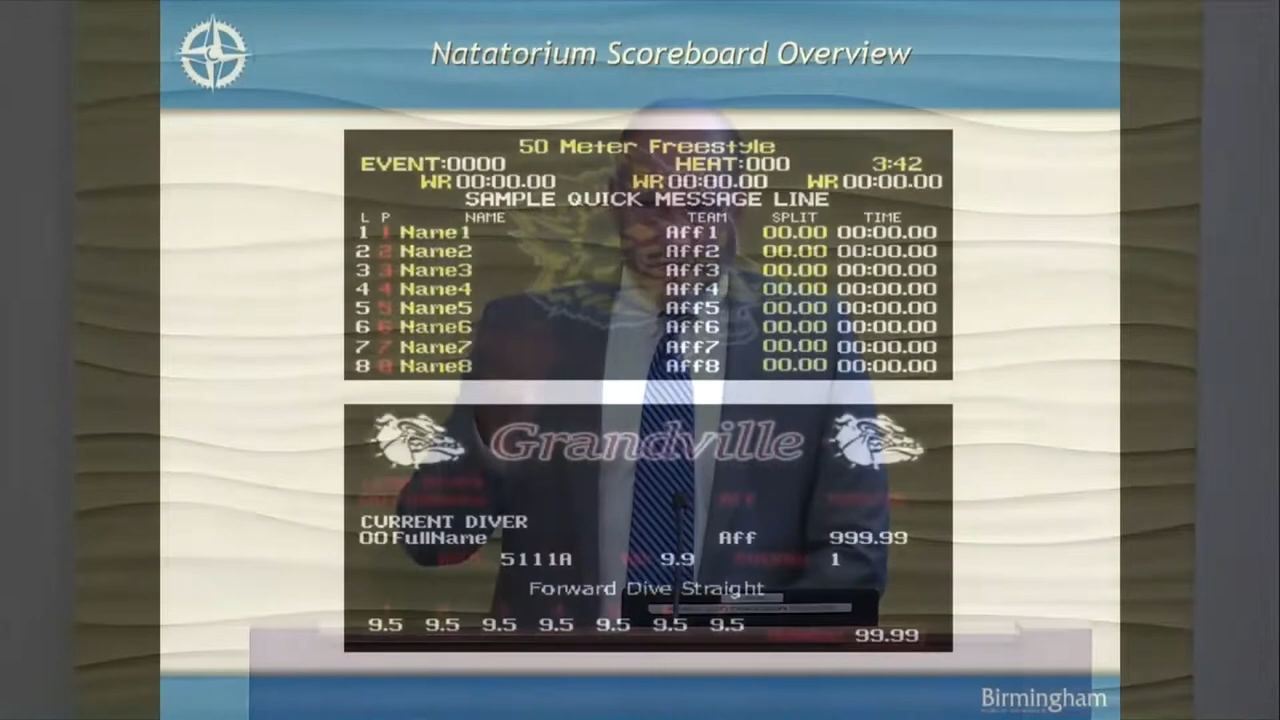 Natatorium Scoreboard Overview
50 Meter Freestyle
EVENT:0000 HEAT:000 3:42
WR 00:00.00 WR 00:00.00 WR 00:00.00
SAMPLE QUICK MESSAGE LINE
L P NAME TEAM SPLIT TIME
1 1 Name1 Aff1 00.00 00:00.00
2 2 Name2 Aff2 00.00 00:00.00
3 3 Name3 Aff3 00.00 00:00.00
4 4 Name4 Aff4 00.00 00:00.00
5 5 Name5 Aff5 00.00 00:00.00
6 6 Name6 Aff6 00.00 00:00.00
7 7 Name7 Aff7 00.00 00:00.00
8 8 Name8 Aff8 00.00 00:00.00
Grandville
CURRENT DIVER
00 FullName Aff 999.99
5111A 9.9 1
Forward Dive Straight
9.5 9.5 9.5 9.5 9.5 9.5 9.5
99.99
Birmingham